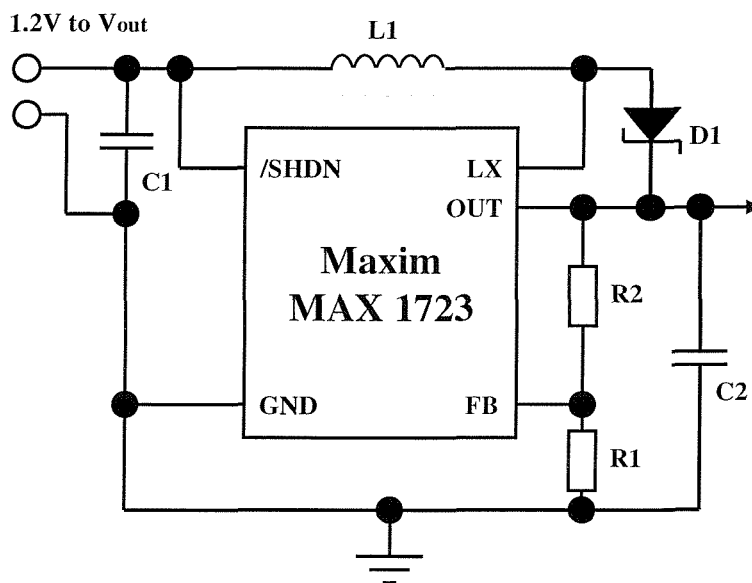 1.2V to Vout
L1
D1
C1
/SHDN
LX
OUT
Maxim
MAX 1723
R2
C2
GND
FB
R1